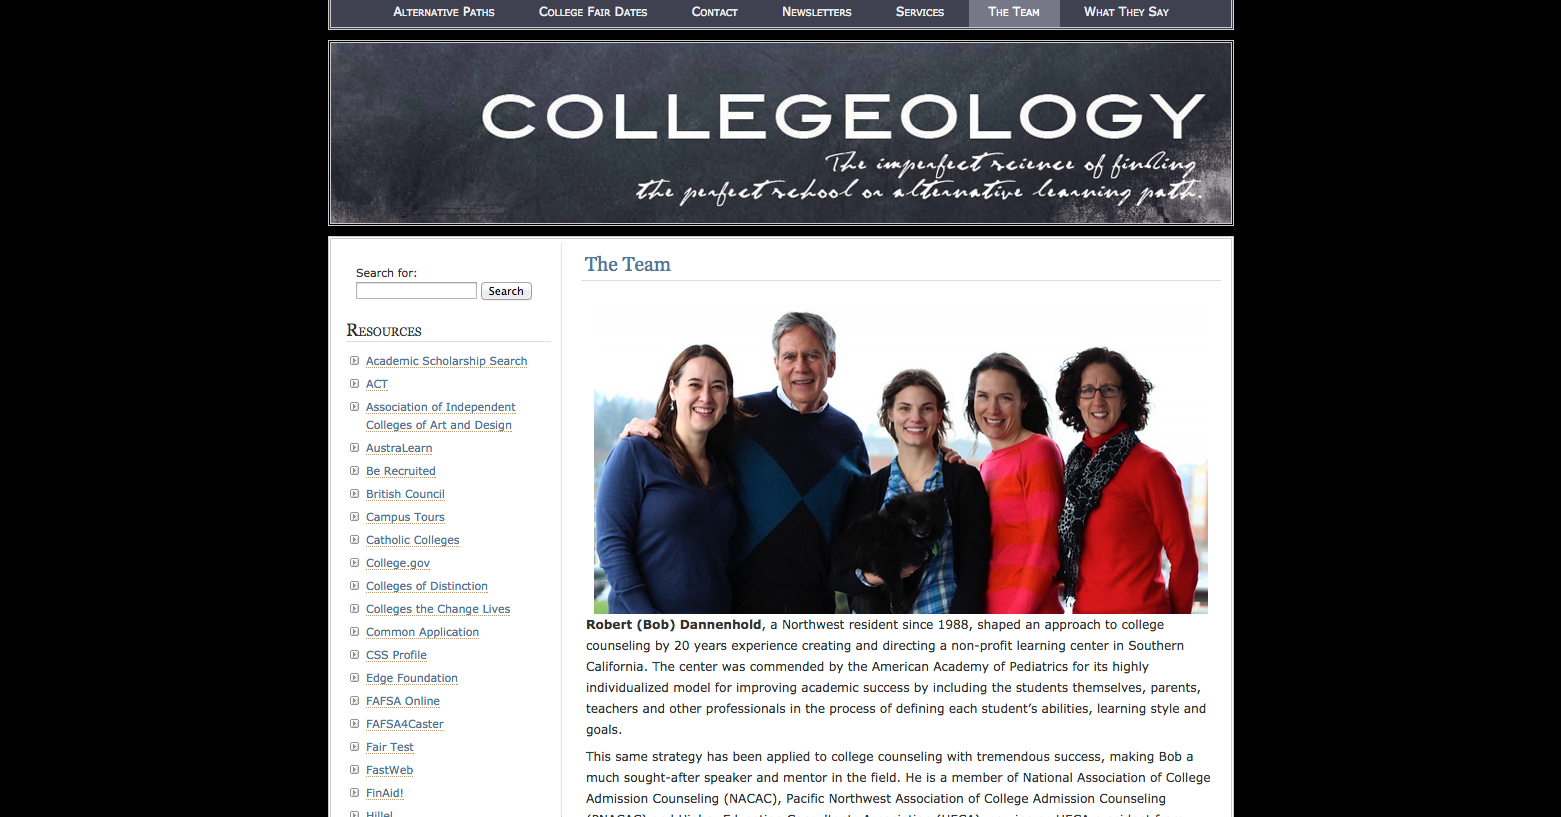 Alternative Paths
College Fair Dates
Contact
Newsletters
Services
The Team
What They Say
COLLEGEOLOGY
The imperfect science of finding
the perfect school or alternative learning path.
Search for:
Search
Resources
Academic Scholarship Search
ACT
Association of Independent
Colleges of Art and Design
AustraLearn
Be Recruited
British Council
Campus Tours
Catholic Colleges
College.gov
Colleges of Distinction
Colleges the Change Lives
Common Application
CSS Profile
Edge Foundation
FAFSA Online
FAFSA4Caster
Fair Test
FastWeb
FinAid!
Hillel
The Team
Robert (Bob) Dannenhold, a Northwest resident since 1988, shaped an approach to college
counseling by 20 years experience creating and directing a non-profit learning center in Southern
California. The center was commended by the American Academy of Pediatrics for its highly
individualized model for improving academic success by including the students themselves, parents,
teachers and other professionals in the process of defining each student’s abilities, learning style and
goals.
This same strategy has been applied to college counseling with tremendous success, making Bob a
much sought-after speaker and mentor in the field. He is a member of National Association of College
Admission Counseling (NACAC), Pacific Northwest Association of College Admission Counseling